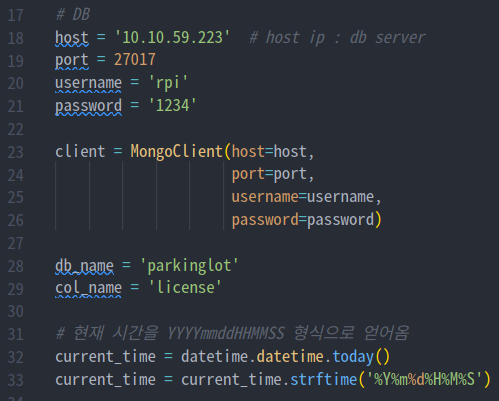 17 # DB
18 host = '10.10.59.223'  # host ip : db server
19 port = 27017
20 username = 'rpi'
21 password = '1234'
22
23 client = MongoClient(host=host,
24 port=port,
25 username=username,
26 password=password)
27
28 db_name = 'parkinglot'
29 col_name = 'license'
30
31 # 현재 시간을 YYYYmmddHHMMSS 형식으로 얻어옴
32 current_time = datetime.datetime.today()
33 current_time = current_time.strftime('%Y%m%d%H%M%S')